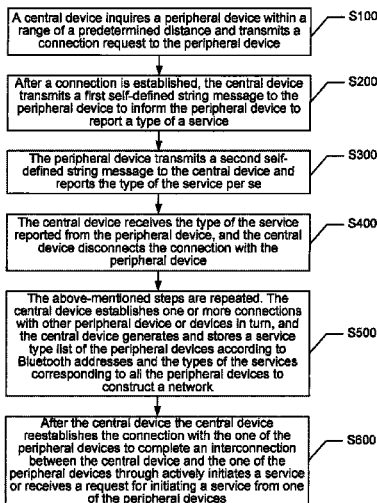 A central device inquires a peripheral device within a
range of a predetermined distance and transmits a
connection request to the peripheral device
S100
After a connection is established, the central device
transmits a first self-defined string message to the
peripheral device to inform the peripheral device to
report a type of a service
S200
The peripheral device transmits a second self-
defined string message to the central device and
reports the type of the service per se
S300
The central device receives the type of the service
reported from the peripheral device, and the central
device disconnects the connection with the
peripheral device
S400
The above-mentioned steps are repeated. The
central device establishes one or more connections
with other peripheral device or devices in turn, and
the central device generates and stores a service
type list of the peripheral devices according to
Bluetooth addresses and the types of the services
corresponding to all the peripheral devices to
construct a network
S500
After the central device the central device
reestablishes the connection with the one of the
peripheral devices to complete an interconnection
between the central device and the one of the
peripheral devices through actively initiates a service
or receives a request for initiating a service from one
of the peripheral devices
S600